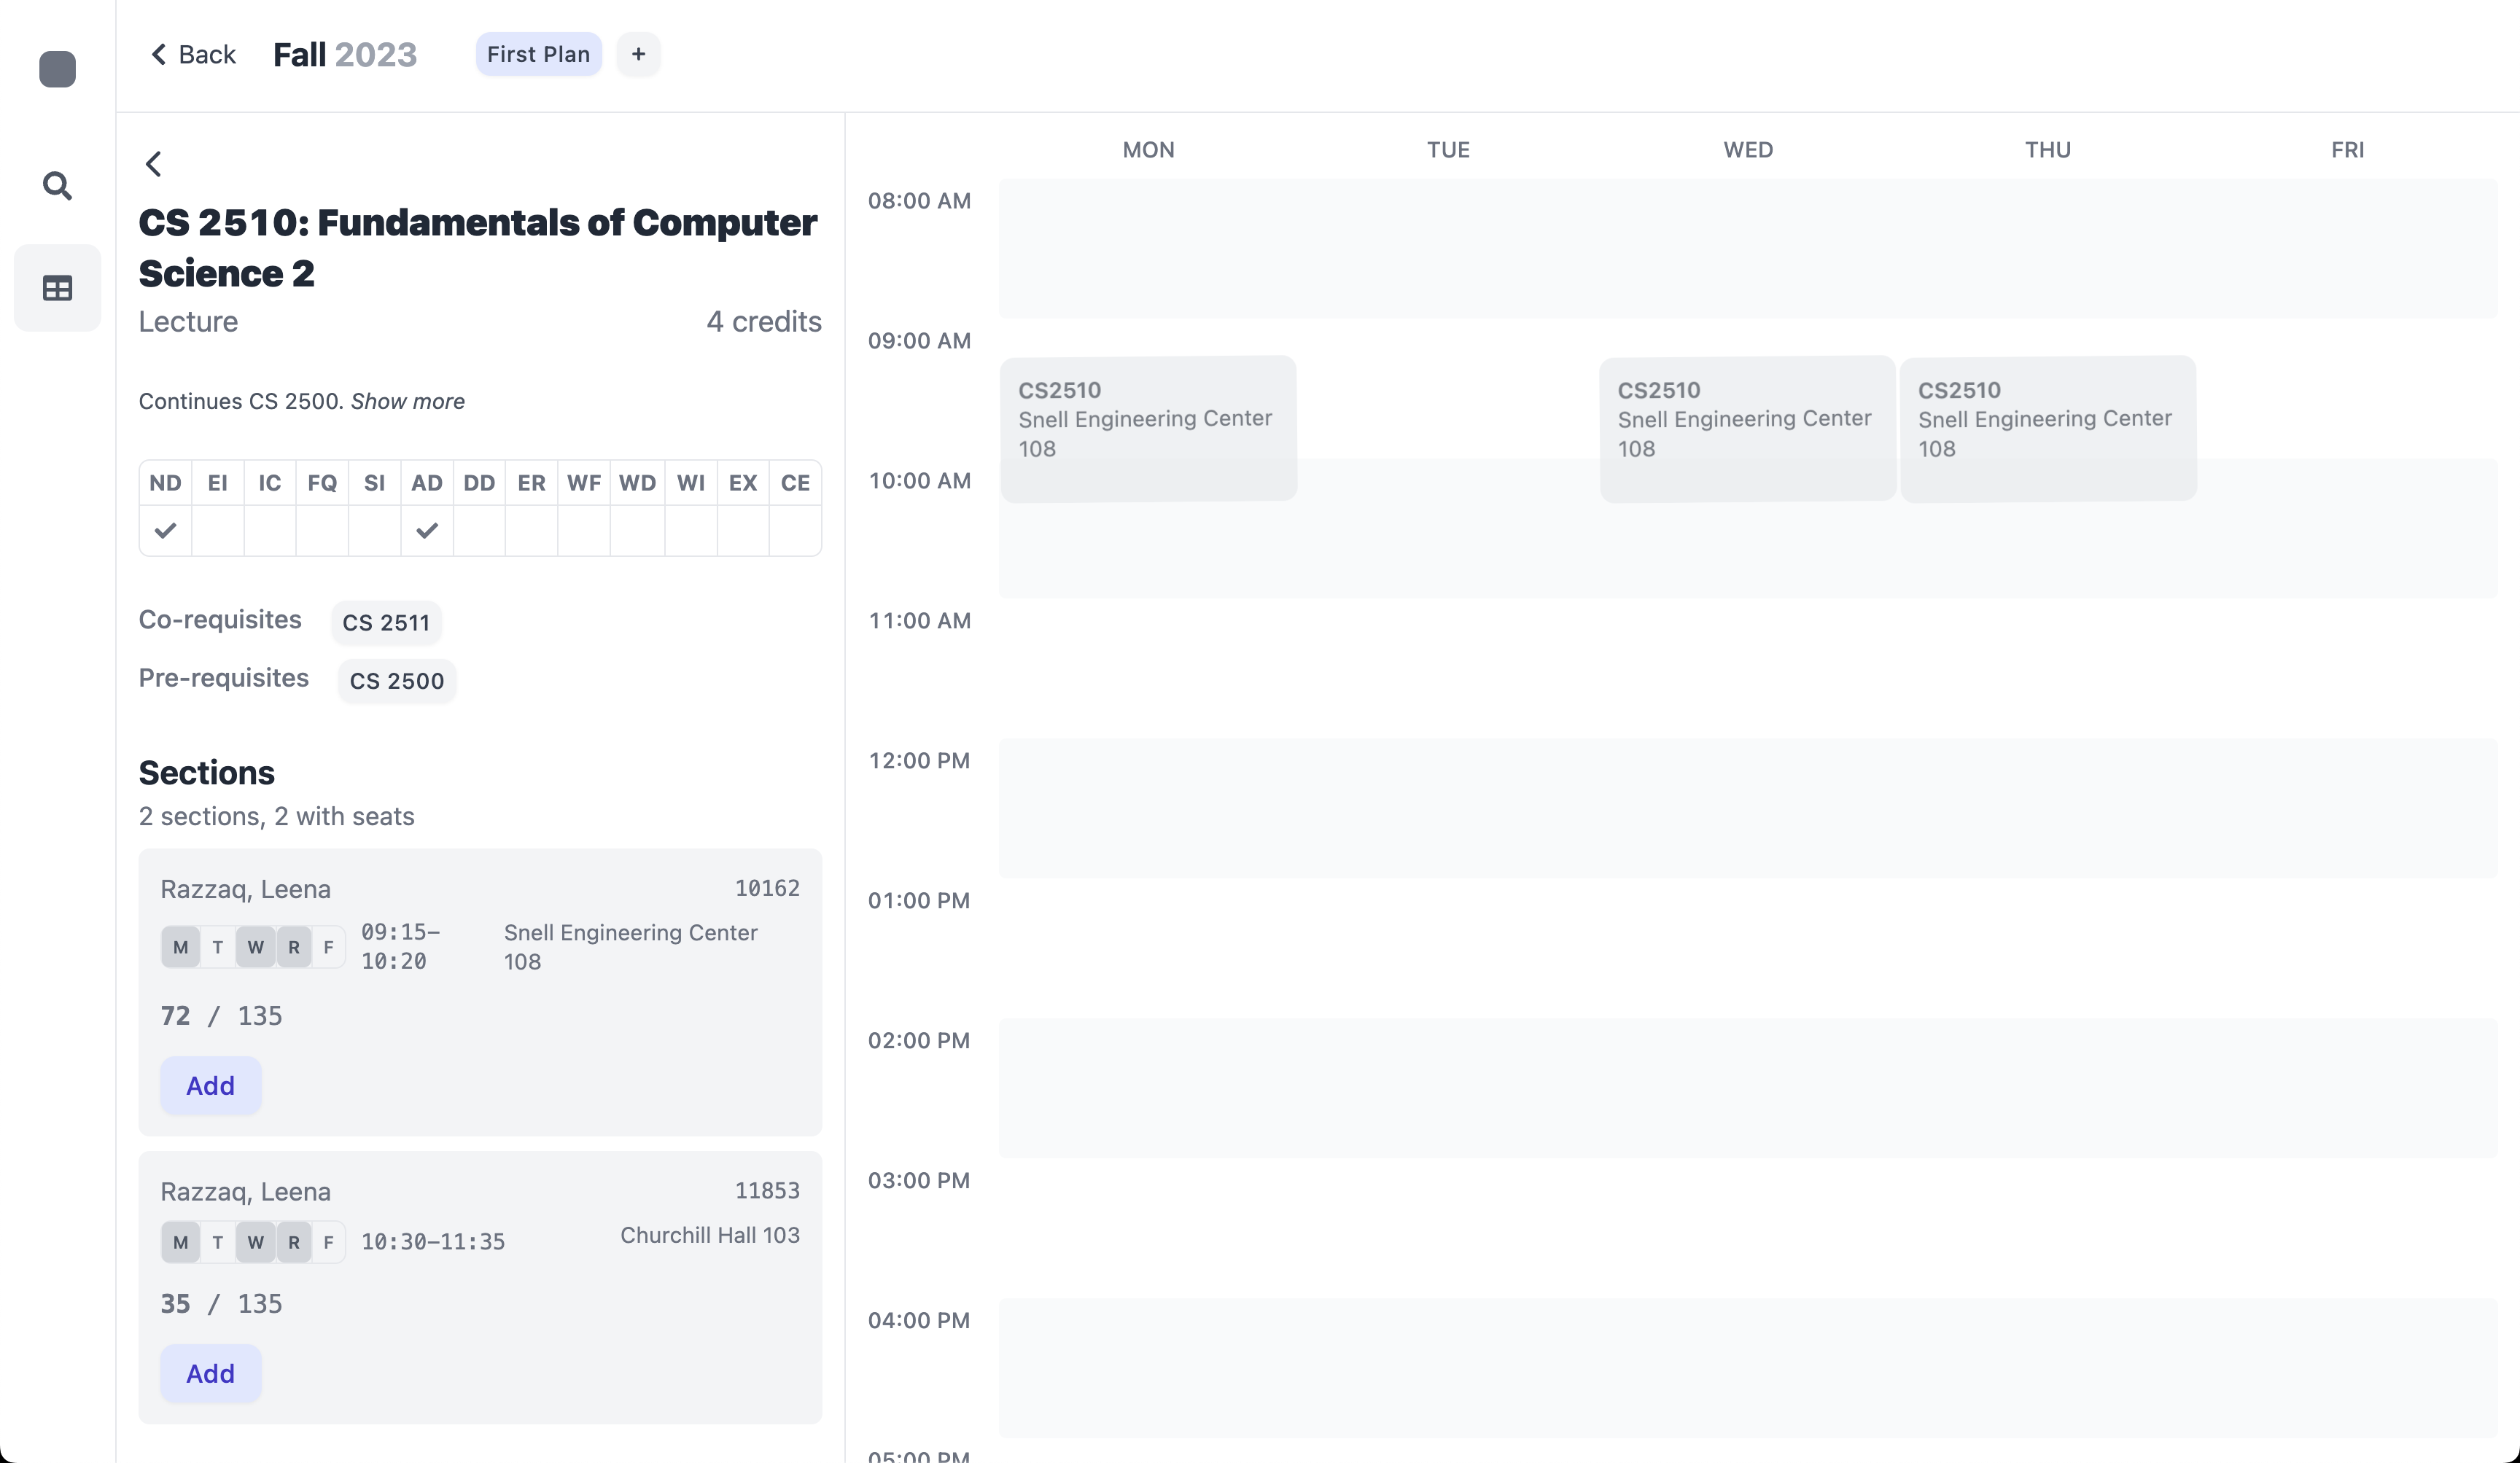 Back
Fall 2023
First Plan
+
CS 2510: Fundamentals of Computer
Science 2
Lecture
4 credits
Continues CS 2500. Show more
ND EI IC FQ SI AD DD ER WF WD WI EX CE
Co-requisites
CS 2511
Pre-requisites
CS 2500
Sections
2 sections, 2 with seats
Razzaq, Leena
10162
M T W R F
09:15–
10:20
Snell Engineering Center
108
72 / 135
Add
Razzaq, Leena
11853
M T W R F
10:30–11:35
Churchill Hall 103
35 / 135
Add
MON TUE WED THU FRI
08:00 AM
09:00 AM
CS2510
Snell Engineering Center
108
CS2510
Snell Engineering Center
108
CS2510
Snell Engineering Center
108
10:00 AM
11:00 AM
12:00 PM
01:00 PM
02:00 PM
03:00 PM
04:00 PM
05:00 PM